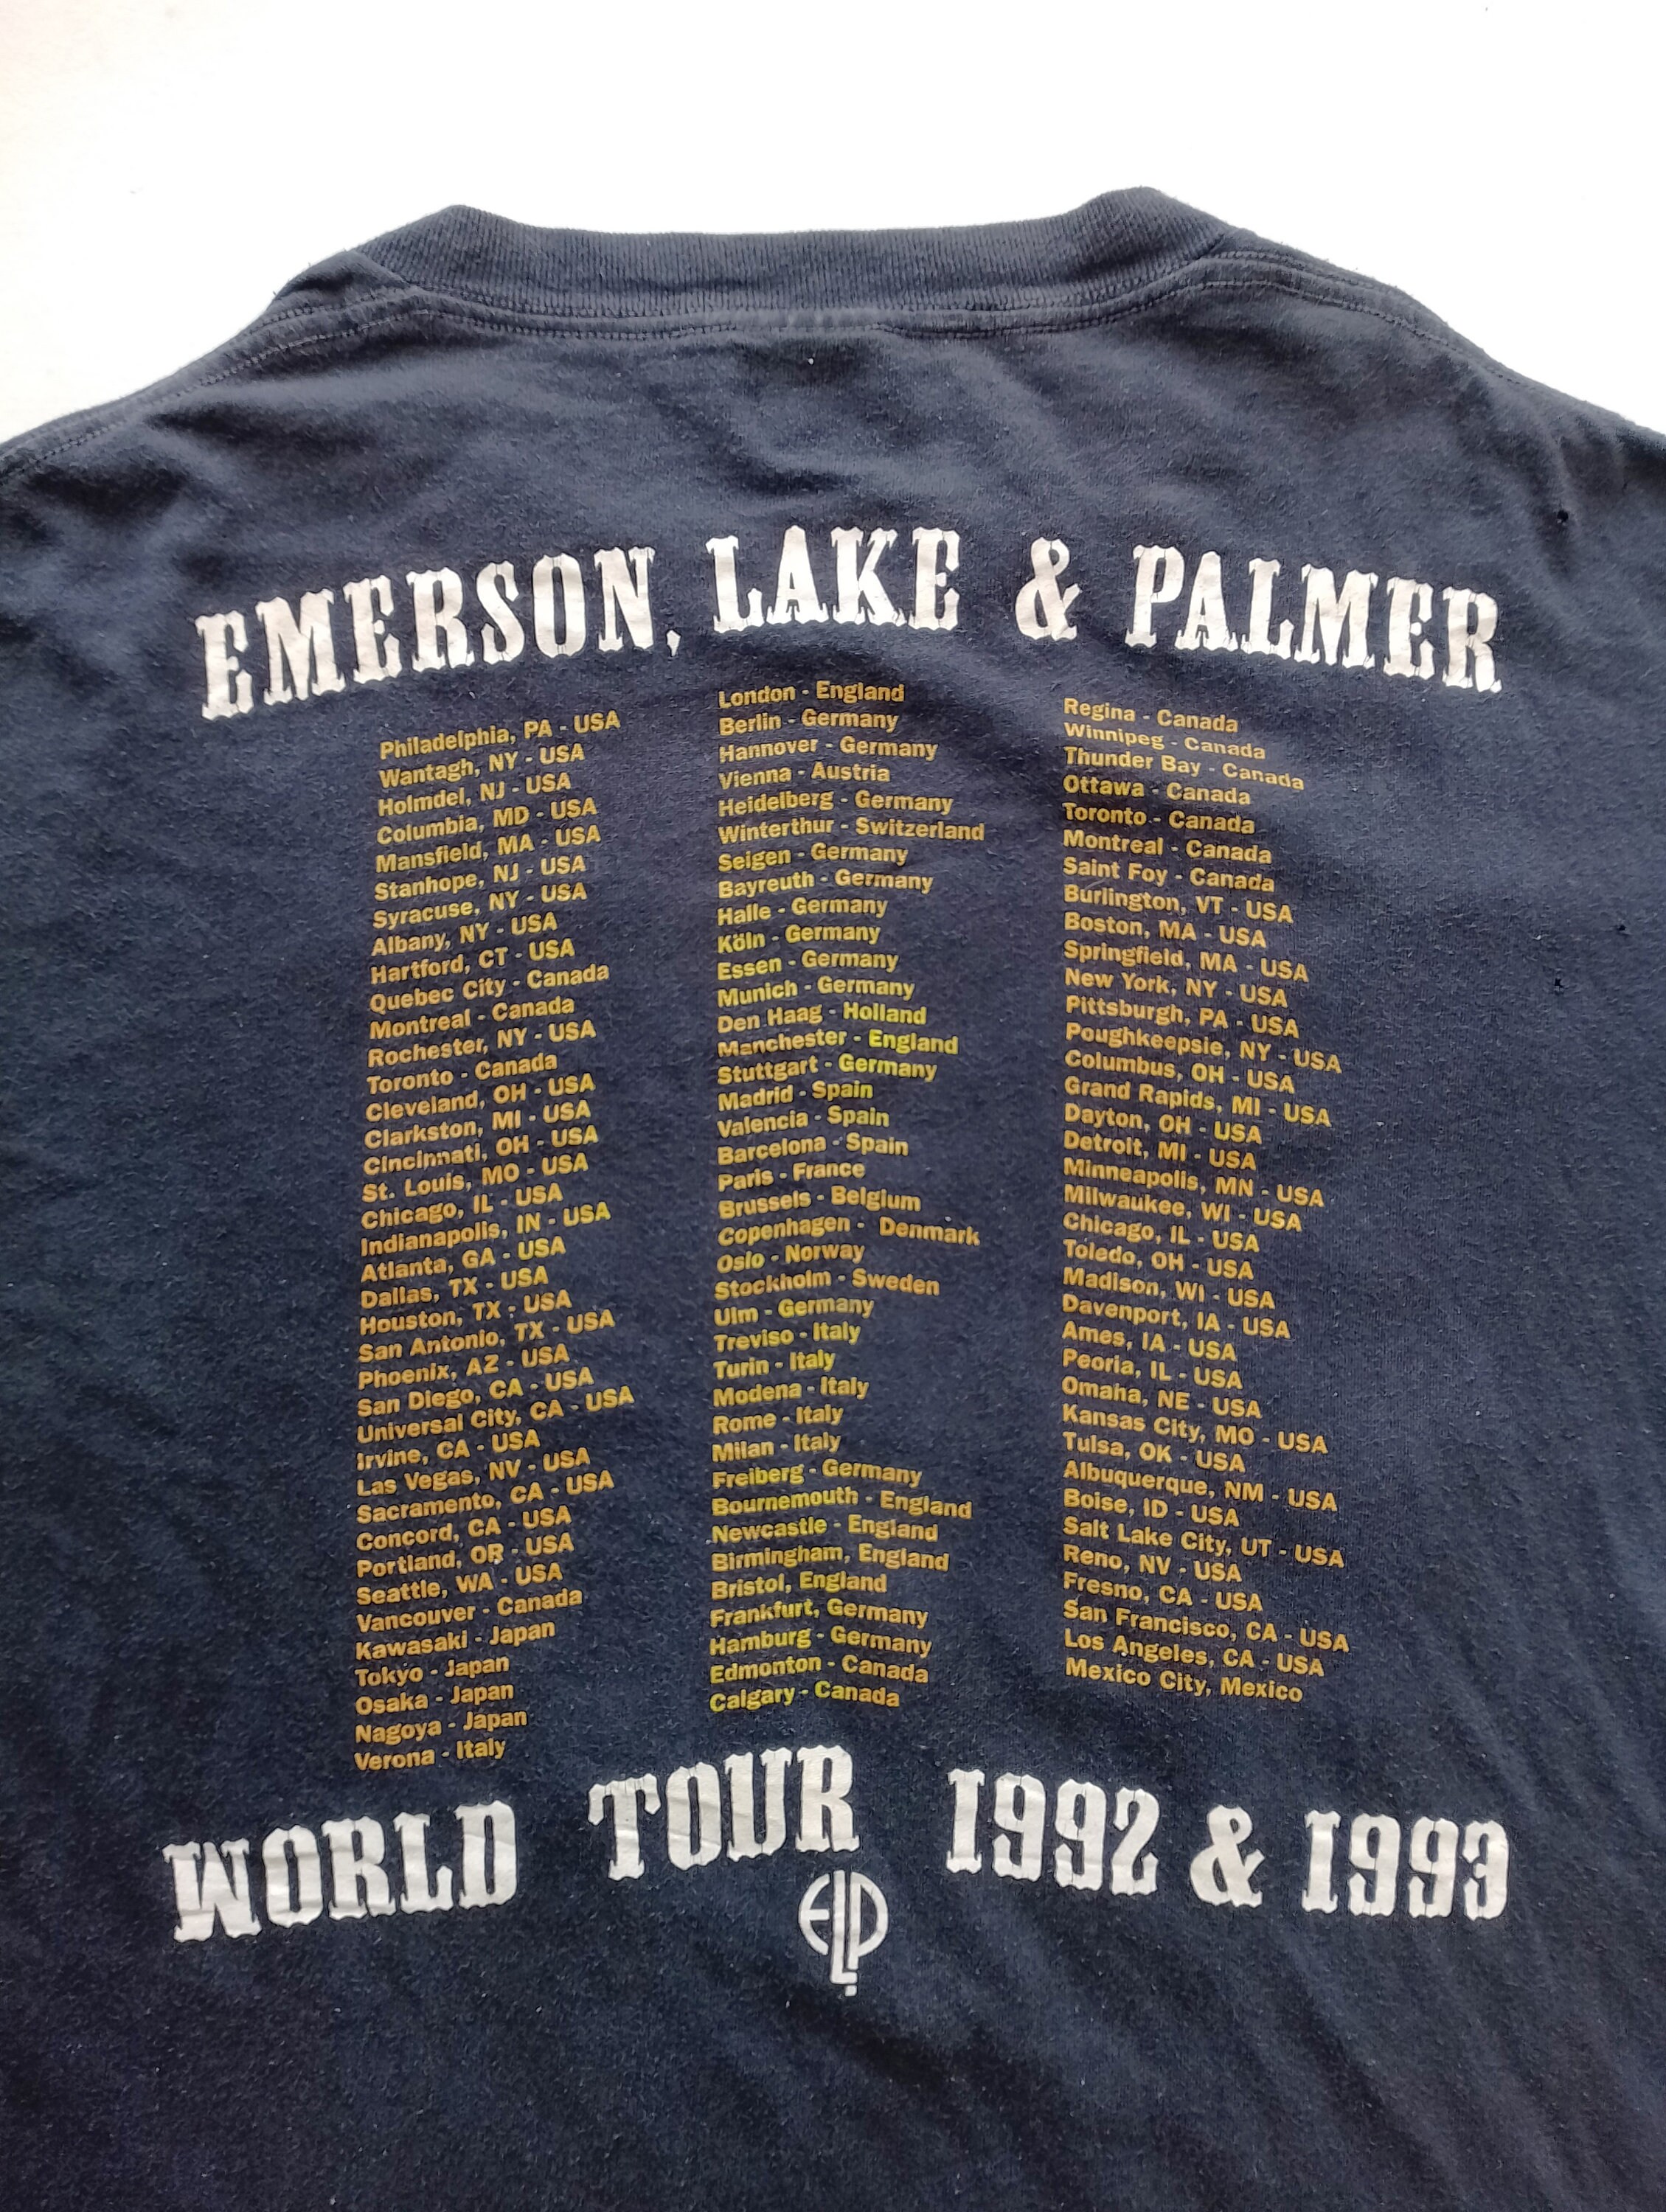 EMERSON, LAKE & PALMER
Philadelphia, PA - USA
Wantagh, NY - USA
Holmdel, NJ - USA
Columbia, MD - USA
Mansfield, MA - USA
Stanhope, NJ - USA
Syracuse, NY - USA
Albany, NY - USA
Hartford, CT - USA
Quebec City - Canada
Montreal - Canada
Rochester, NY - USA
Toronto - Canada
Cleveland, OH - USA
Clarkston, MI - USA
Cincinnati, OH - USA
St. Louis, MO - USA
Chicago, IL - USA
Indianapolis, IN - USA
Atlanta, GA - USA
Dallas, TX - USA
Houston, TX - USA
San Antonio, TX - USA
Phoenix, AZ - USA
San Diego, CA - USA
Universal City, CA - USA
Irvine, CA - USA
Las Vegas, NV - USA
Sacramento, CA - USA
Concord, CA - USA
Portland, OR - USA
Seattle, WA - USA
Vancouver - Canada
Kawasaki - Japan
Tokyo - Japan
Osaka - Japan
Nagoya - Japan
Verona - Italy
London - England
Berlin - Germany
Hannover - Germany
Vienna - Austria
Heidelberg - Germany
Winterthur - Switzerland
Seigen - Germany
Bayreuth - Germany
Halle - Germany
Köln - Germany
Essen - Germany
Munich - Germany
Den Haag - Holland
Manchester - England
Stuttgart - Germany
Madrid - Spain
Valencia - Spain
Barcelona - Spain
Paris - France
Brussels - Belgium
Copenhagen - Denmark
Oslo - Norway
Stockholm - Sweden
Ulm - Germany
Treviso - Italy
Turin - Italy
Modena - Italy
Rome - Italy
Milan - Italy
Freiberg - Germany
Bournemouth - England
Newcastle - England
Birmingham, England
Bristol, England
Frankfurt, Germany
Hamburg - Germany
Edmonton - Canada
Calgary - Canada
Regina - Canada
Winnipeg - Canada
Thunder Bay - Canada
Ottawa - Canada
Toronto - Canada
Montreal - Canada
Saint Foy - Canada
Burlington, VT - USA
Boston, MA - USA
Springfield, MA - USA
New York, NY - USA
Pittsburgh, PA - USA
Poughkeepsie, NY - USA
Columbus, OH - USA
Grand Rapids, MI - USA
Dayton, OH - USA
Detroit, MI - USA
Minneapolis, MN - USA
Milwaukee, WI - USA
Chicago, IL - USA
Toledo, OH - USA
Madison, WI - USA
Davenport, IA - USA
Ames, IA - USA
Peoria, IL - USA
Omaha, NE - USA
Kansas City, MO - USA
Tulsa, OK - USA
Albuquerque, NM - USA
Boise, ID - USA
Salt Lake City, UT - USA
Reno, NV - USA
Fresno, CA - USA
San Francisco, CA - USA
Los Angeles, CA - USA
Mexico City, Mexico
WORLD TOUR 1992 & 1993
ELP